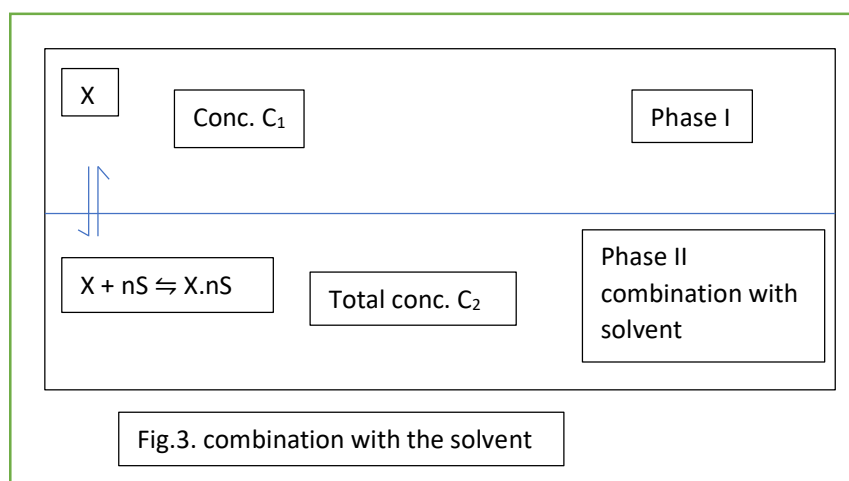 X
Conc. C₁
Phase I
X + nS ⇋ X.nS
Total conc. C₂
Phase II
combination with
solvent
Fig.3. combination with the solvent